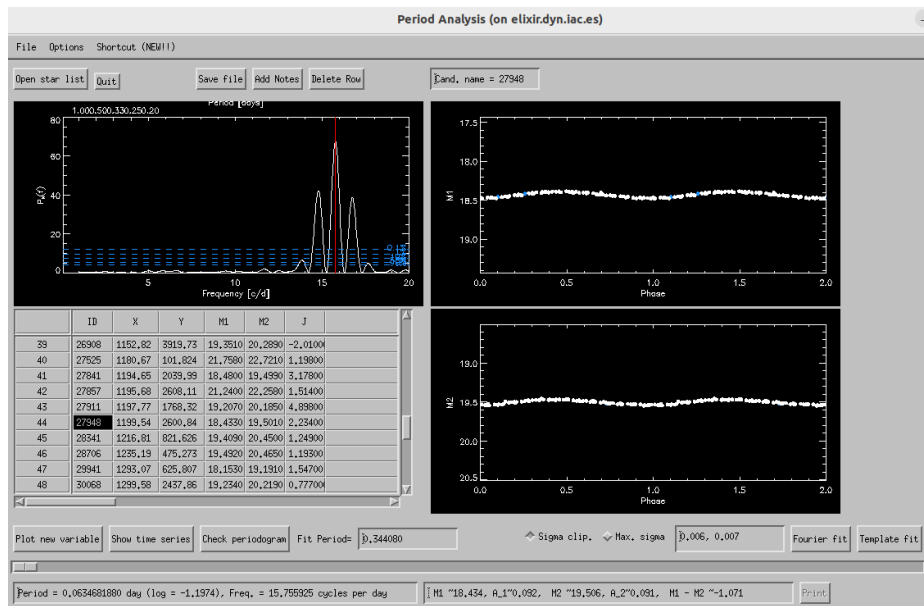 Period Analysis (on elixir.dyn.iac.es)
File Options Shortcut (NEW!!)
Open star list Quit Save file Add Notes Delete Row Cand. name = 27948
Period [days]
1.000.500.330.250.20
80
60
40
20
0
P_N(f)
5 10 15 20
Frequency [c/d]
17.5
18.0
18.5
19.0
M1
0.0 0.5 1.0 1.5 2.0
Phase
ID X Y M1 M2 J
39 26908 1152.82 3919.73 19.3510 20.2890 -2.0100
40 27525 1180.67 101.824 21.7580 22.7210 1.19800
41 27841 1194.65 2039.99 18.4800 19.4990 3.17800
42 27857 1195.68 2608.11 21.2400 22.2580 1.51400
43 27911 1197.77 1768.32 19.2070 20.1850 4.89800
44 27948 1199.54 2600.84 18.4330 19.5010 2.23400
45 28341 1216.81 821.626 19.4090 20.4500 1.24900
46 28706 1235.19 475.273 19.4920 20.4650 1.19300
47 29941 1293.07 625.807 18.1530 19.1910 1.54700
48 30068 1299.58 2437.86 19.2340 20.2190 0.77700
19.0
19.5
20.0
20.5
M2
0.0 0.5 1.0 1.5 2.0
Phase
Plot new variable Show time series Check periodogram Fit Period= 0.344080 Sigma clip. Max. sigma 0.006, 0.007 Fourier fit Template fit
Period = 0.0634681880 day (log = -1.1974), Freq. = 15.755925 cycles per day M1 ~18.434, A_1~0.092, M2 ~19.506, A_2~0.091, M1 - M2 ~-1.071 Print